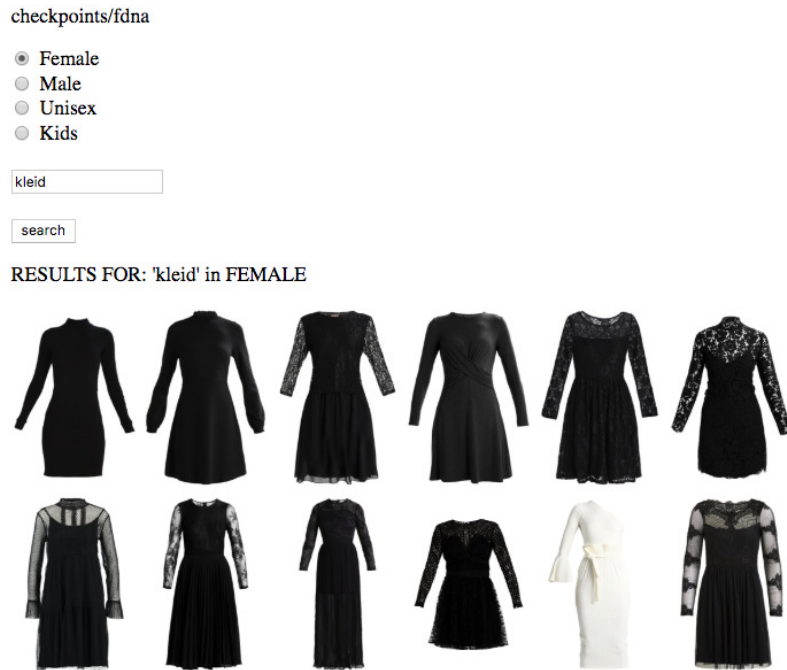 checkpoints/fdna
Female
Male
Unisex
Kids
kleid
search
RESULTS FOR: 'kleid' in FEMALE